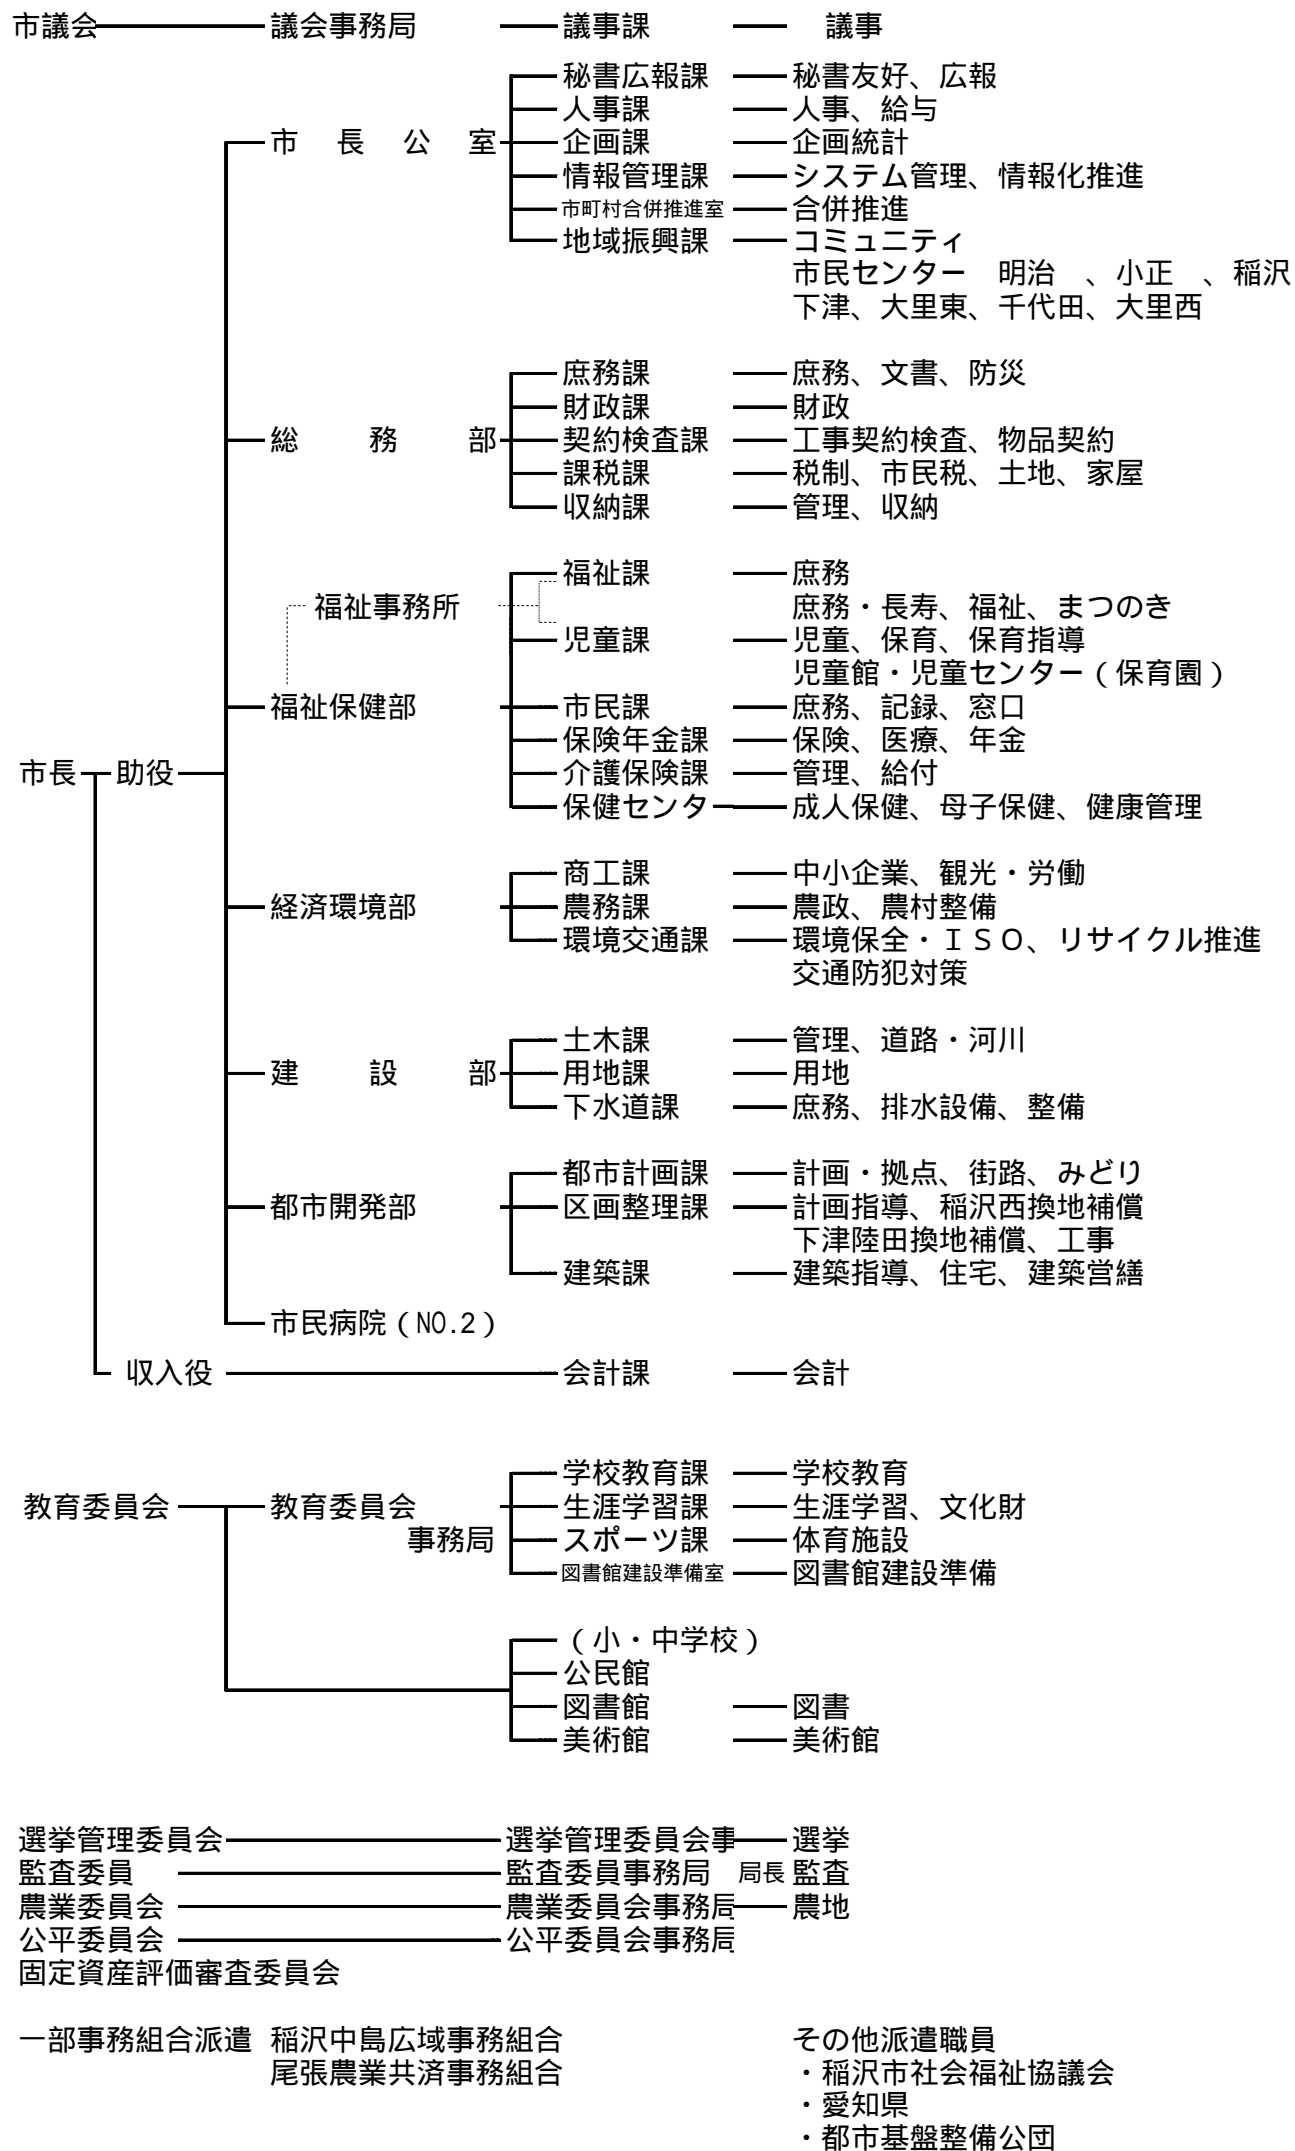 市議会 議会事務局 議事課 議事
秘書広報課 秘書友好、広報
人事課 人事、給与
市長公室 企画課 企画統計
情報管理課 システム管理、情報化推進
市町村合併推進室 合併推進
地域振興課 コミュニティ
市民センター 明治 、小正 、稲沢
下津、大里東、千代田、大里西
庶務課 庶務、文書、防災
財政課 財政
総務部 契約検査課 工事契約検査、物品契約
課税課 税制、市民税、土地、家屋
収納課 管理、収納
福祉課 庶務
福祉事務所 庶務・長寿、福祉、まつのき
児童課 児童、保育、保育指導
児童館・児童センター(保育園)
福祉保健部 市民課 庶務、記録、窓口
保険年金課 保険、医療、年金
市長 助役 介護保険課 管理、給付
保健センター 成人保健、母子保健、健康管理
商工課 中小企業、観光・労働
経済環境部 農務課 農政、農村整備
環境交通課 環境保全・ISO、リサイクル推進
交通防犯対策
土木課 管理、道路・河川
建設部 用地課 用地
下水道課 庶務、排水設備、整備
都市計画課 計画・拠点、街路、みどり
都市開発部 区画整理課 計画指導、稲沢西換地補償
下津陸田換地補償、工事
建築課 建築指導、住宅、建築営繕
市民病院(NO.2)
収入役 会計課 会計
学校教育課 学校教育
教育委員会 教育委員会 生涯学習課 生涯学習、文化財
事務局 スポーツ課 体育施設
図書館建設準備室 図書館建設準備
(小・中学校)
公民館
図書館 図書
美術館 美術館
選挙管理委員会 選挙管理委員会事 選挙
監査委員 監査委員事務局 局長 監査
農業委員会 農業委員会事務局 農地
公平委員会 公平委員会事務局
固定資産評価審査委員会
一部事務組合派遣 稲沢中島広域事務組合 その他派遣職員
尾張農業共済事務組合 ・稲沢市社会福祉協議会
・愛知県
・都市基盤整備公団